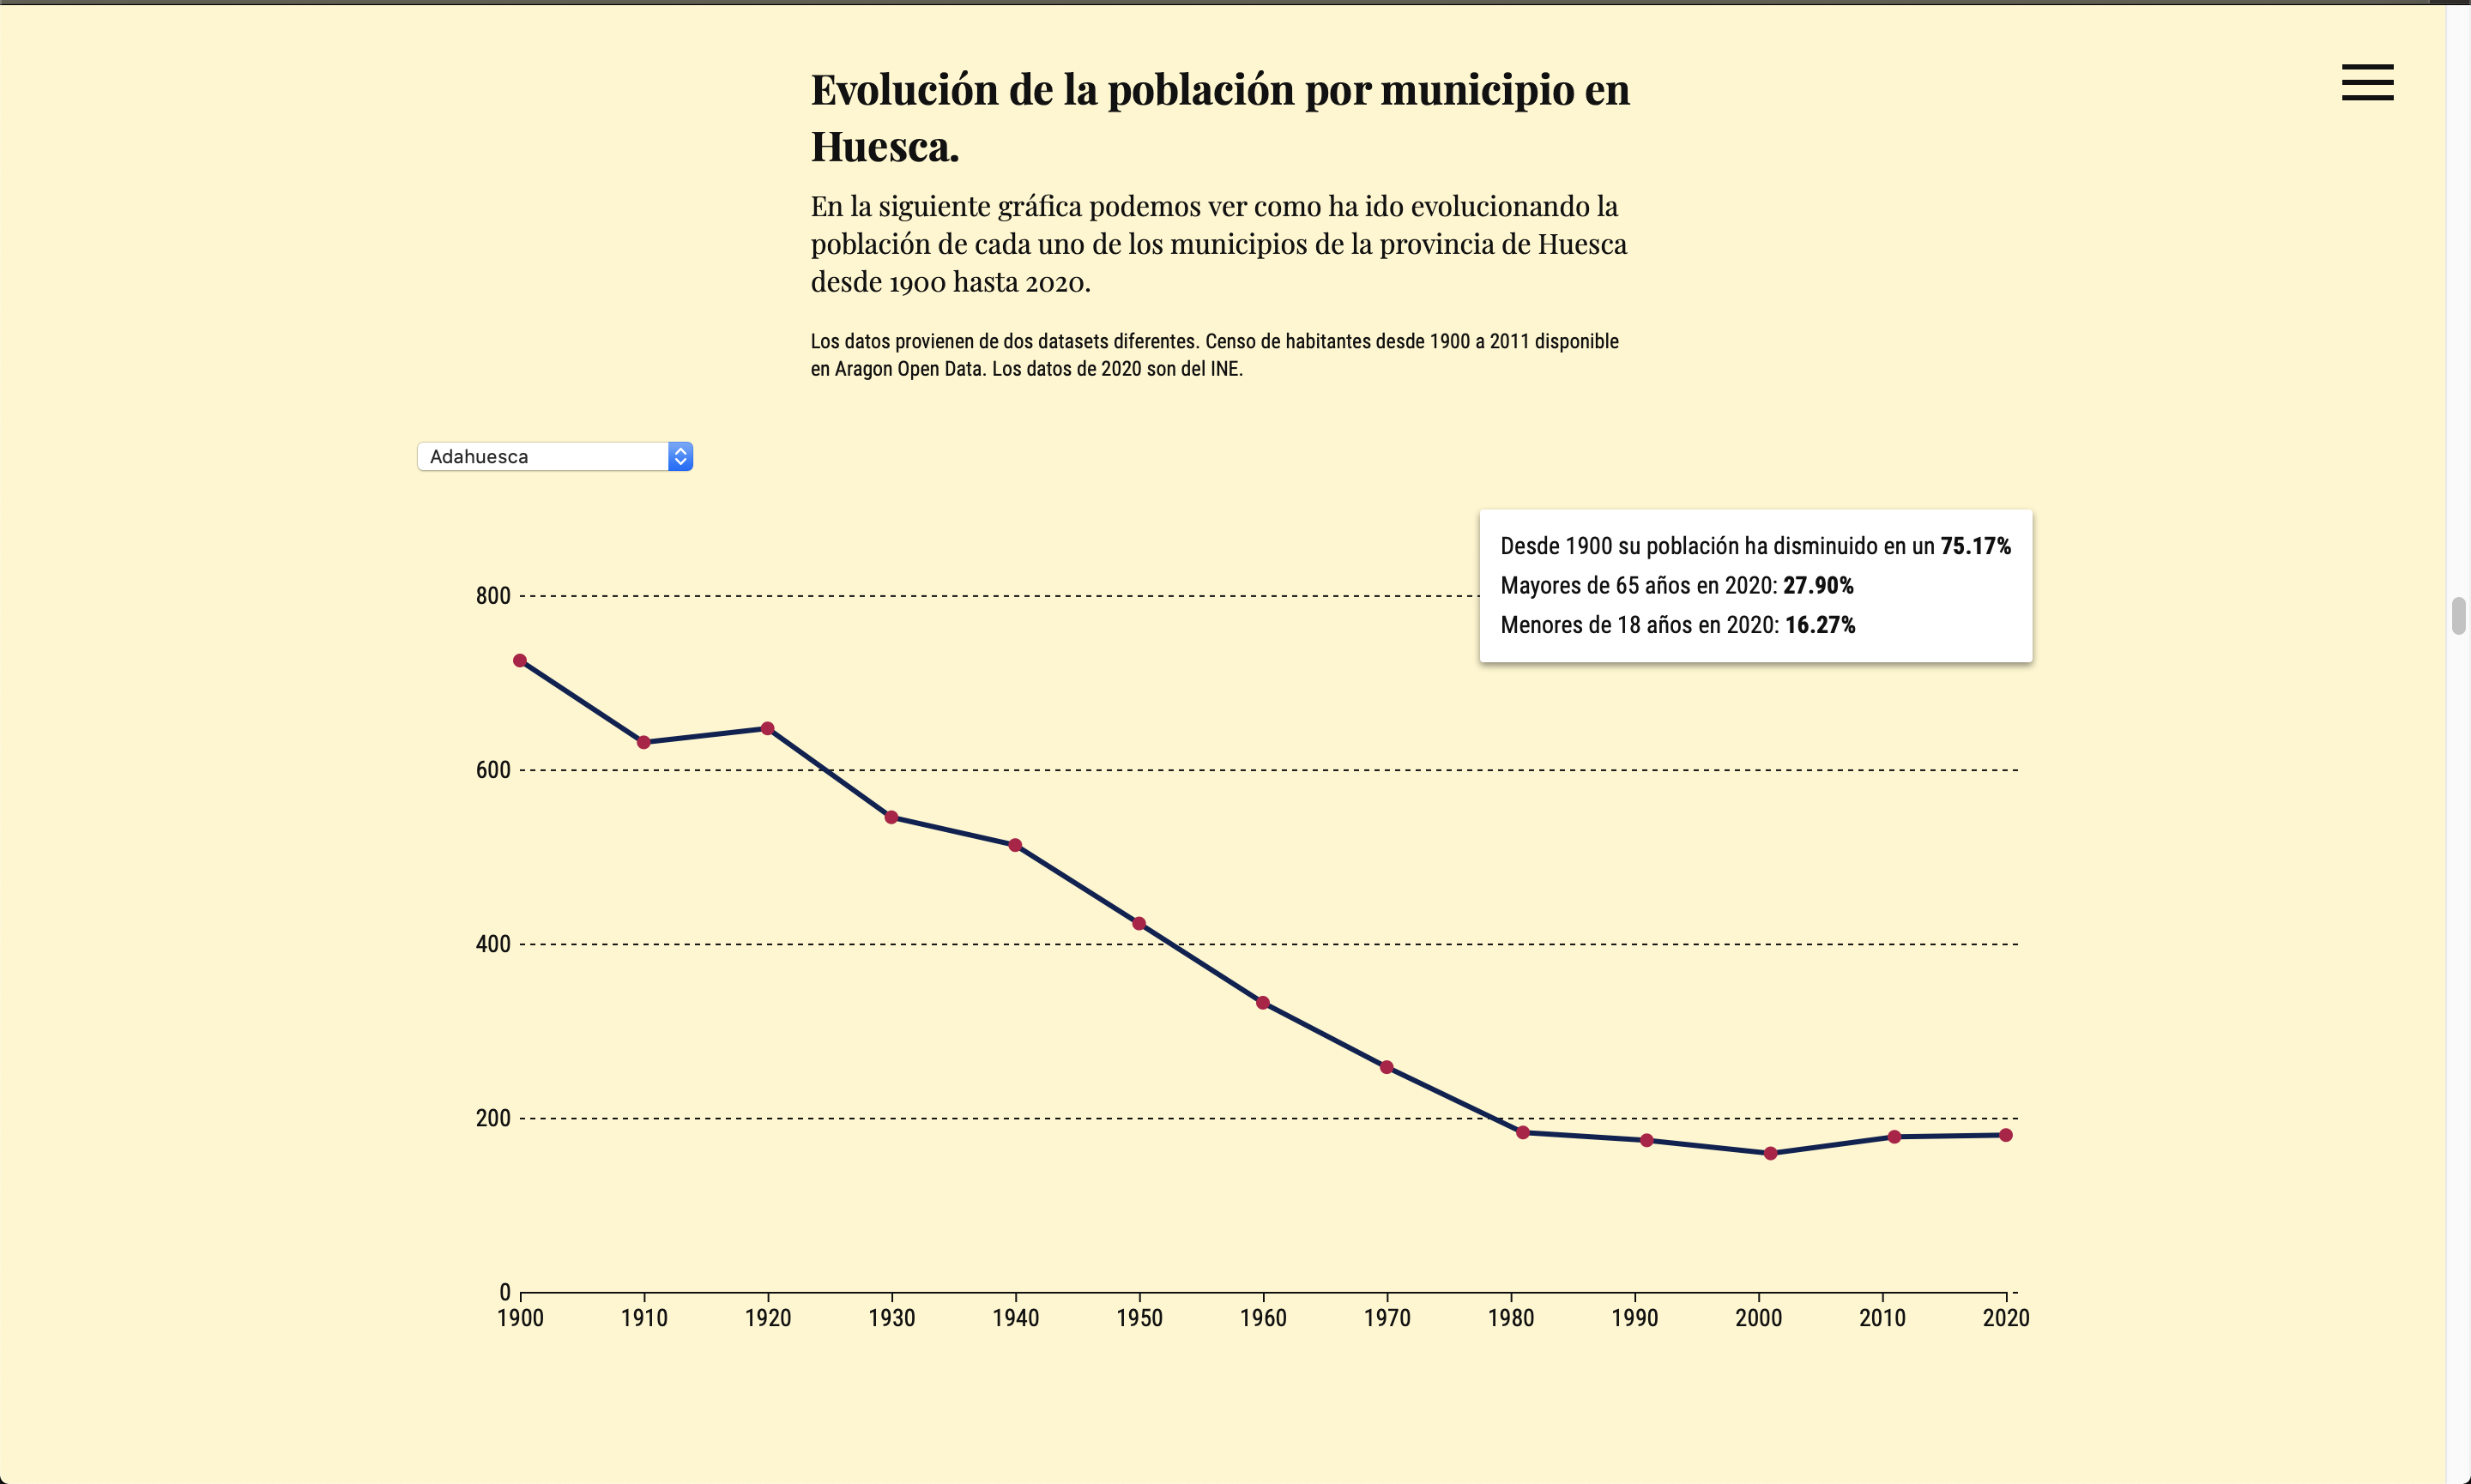 Evolución de la población por municipio en
Huesca.
En la siguiente gráfica podemos ver como ha ido evolucionando la
población de cada uno de los municipios de la provincia de Huesca
desde 1900 hasta 2020.
Los datos provienen de dos datasets diferentes. Censo de habitantes desde 1900 a 2011 disponible
en Aragon Open Data. Los datos de 2020 son del INE.
Adahuesca
Desde 1900 su población ha disminuido en un 75.17%
Mayores de 65 años en 2020: 27.90%
Menores de 18 años en 2020: 16.27%
800
600
400
200
0
1900 1910 1920 1930 1940 1950 1960 1970 1980 1990 2000 2010 2020